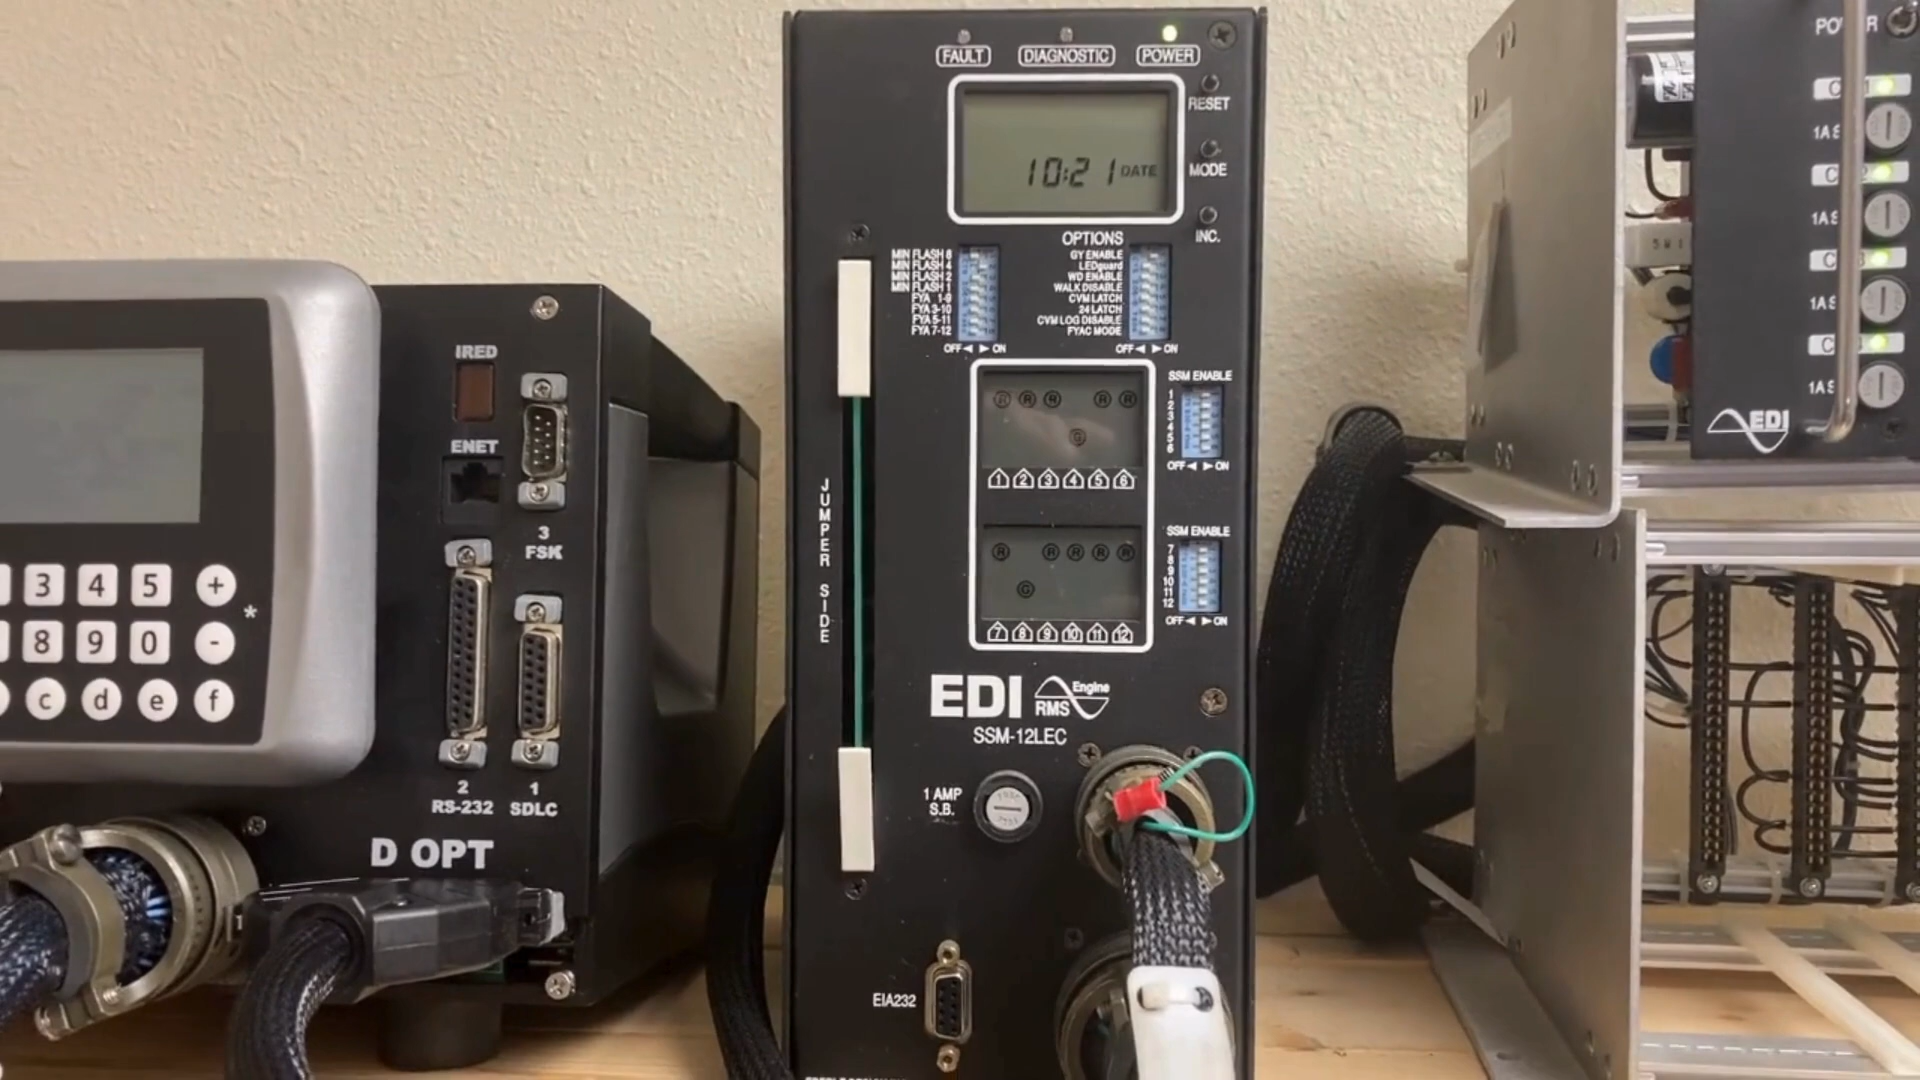 FAULT
DIAGNOSTIC
POWER
10:21 DATE
RESET
MODE
INC.
MIN FLASH 8
MIN FLASH 4
MIN FLASH 2
MIN FLASH 1
FYA 1-9
FYA 3-10
FYA 5-11
FYA 7-12
OFF ◄ ► ON
OPTIONS
GY ENABLE
LEDguard
WD ENABLE
WALK DISABLE
CVM LATCH
24 LATCH
CVM LOG DISABLE
FYAC MODE
OFF ◄ ► ON
R R R R R
G
1 2 3 4 5 6
SSM ENABLE
1
2
3
4
5
6
OFF ◄ ► ON
R R R R R
G
7 8 9 10 11 12
SSM ENABLE
7
8
9
10
11
12
OFF ◄ ► ON
JUMPER SIDE
EDI
Engine
RMS
SSM-12LEC
1 AMP
S.B.
EIA232
IRED
ENET
3
FSK
2
RS-232
1
SDLC
D OPT
3 4 5 +
*
8 9 0 -
c d e f
EDI